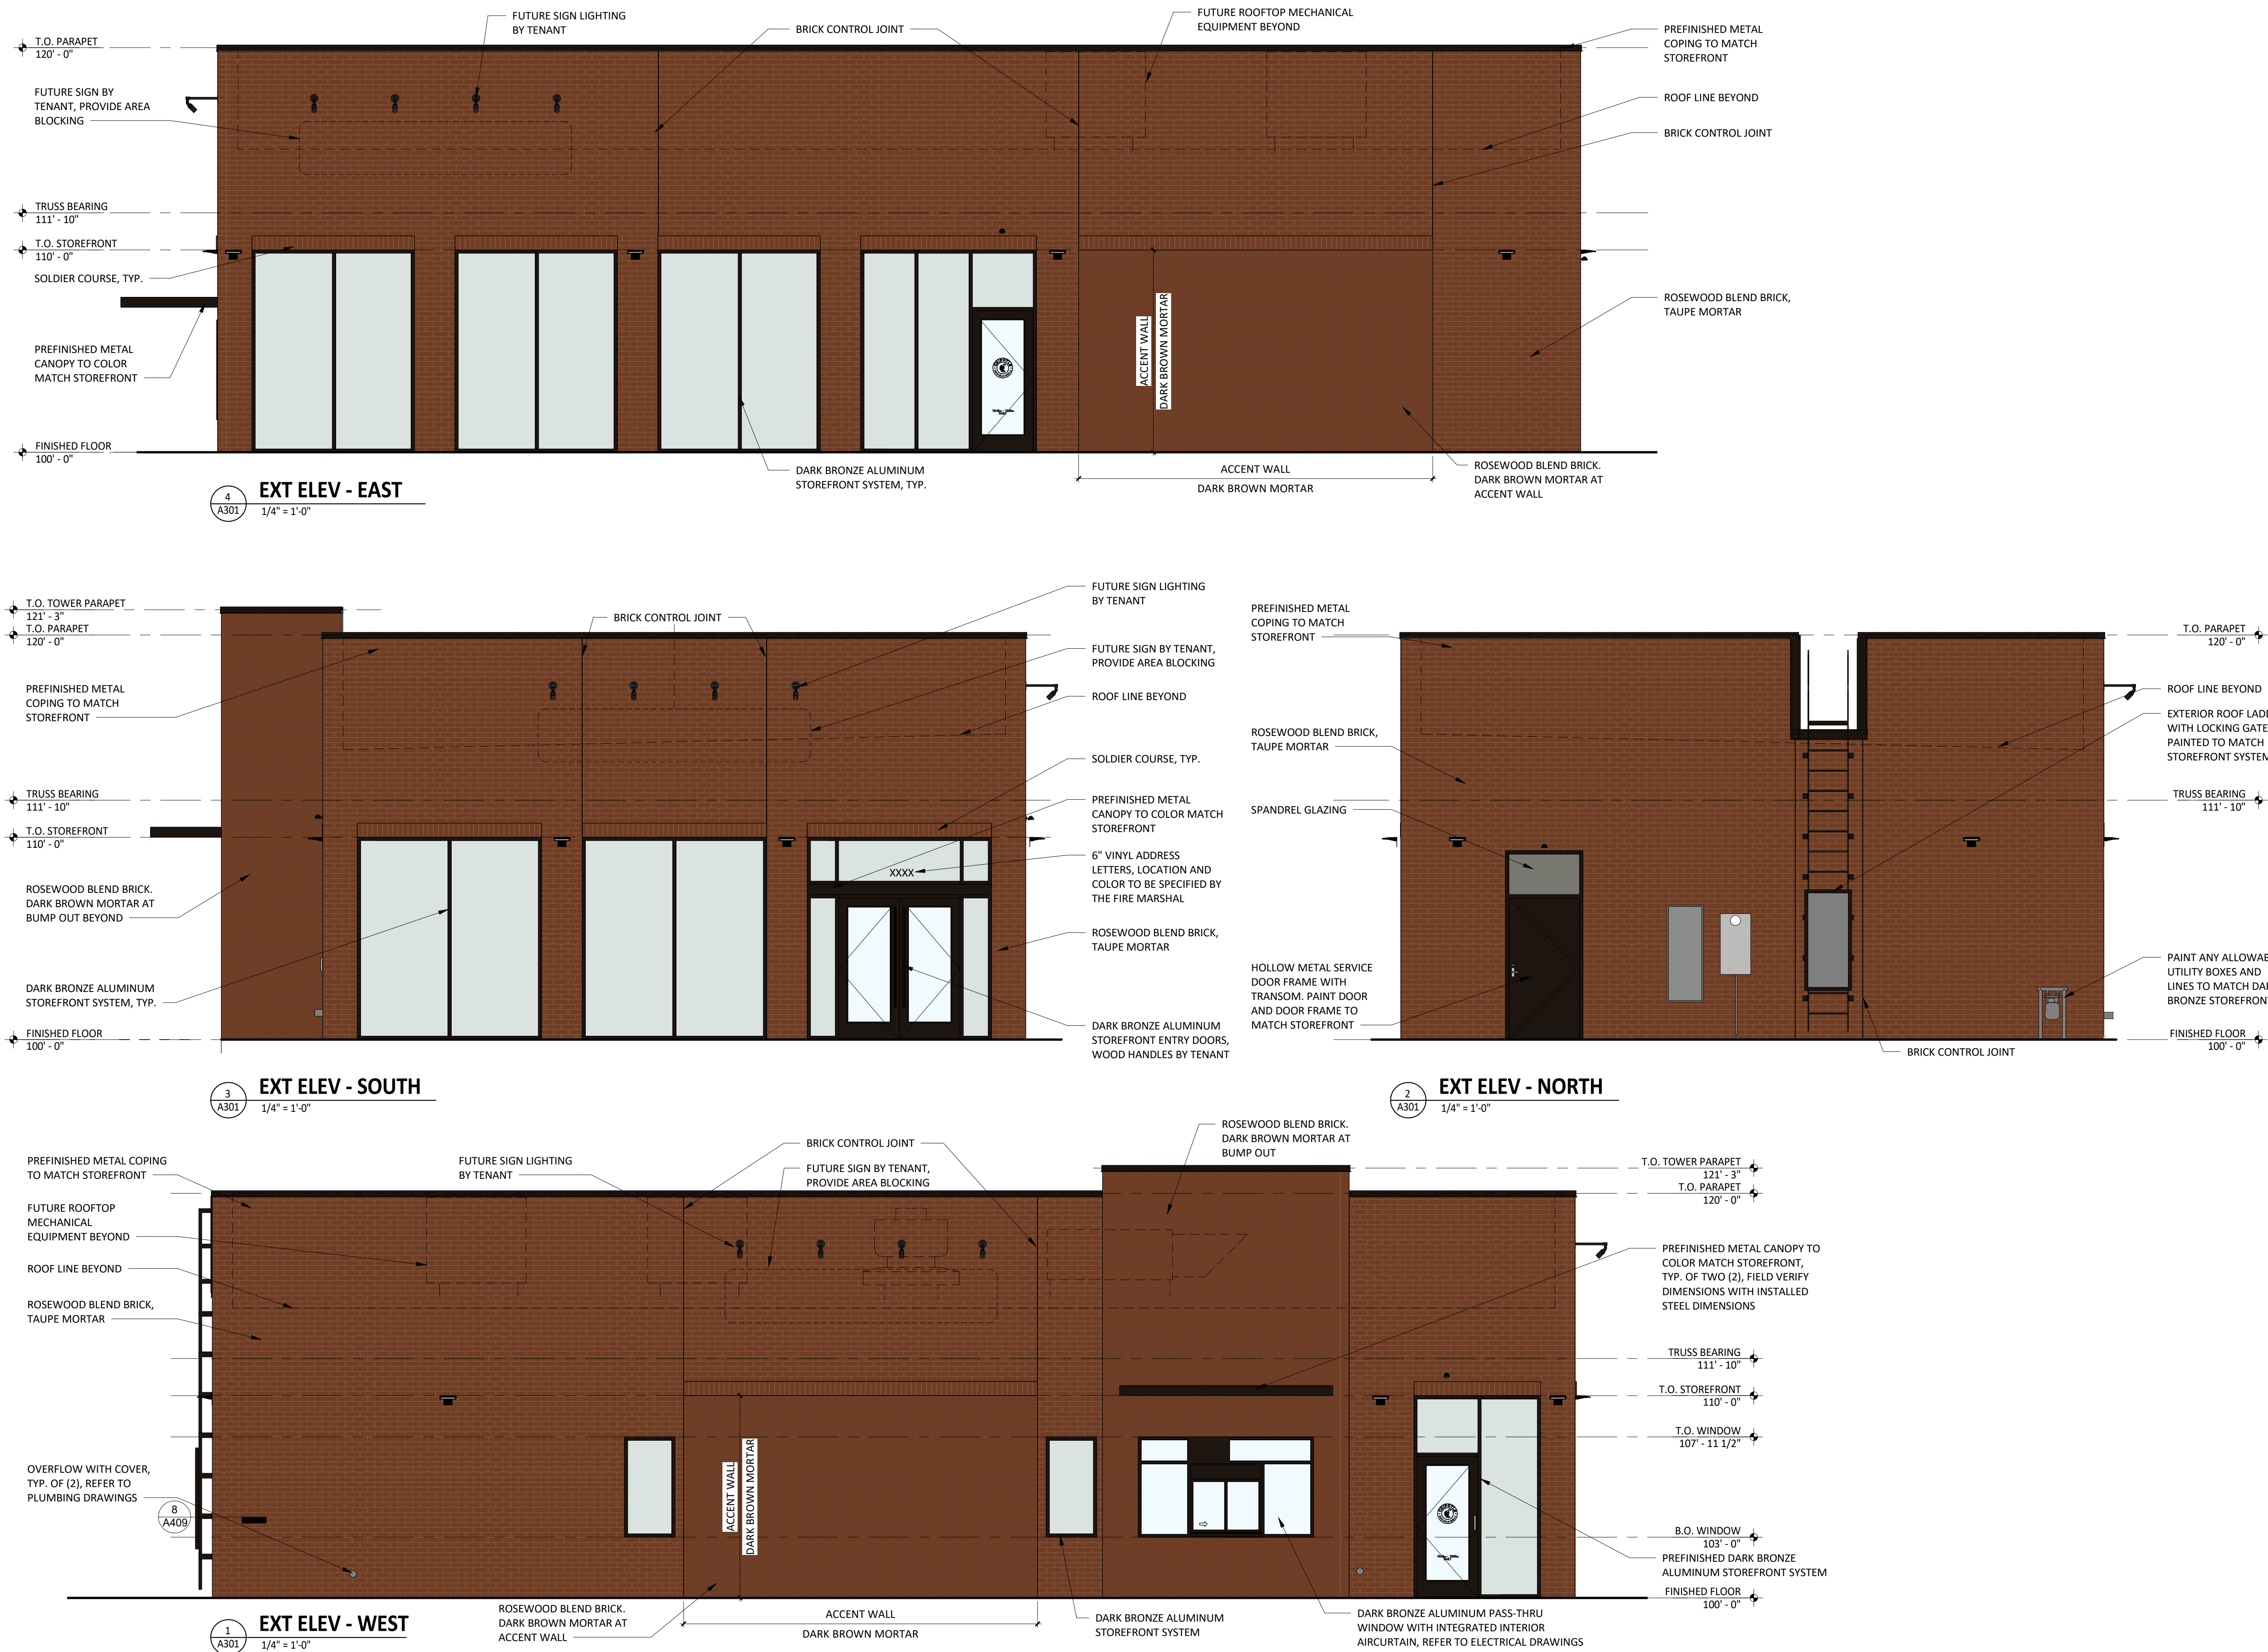 T.O. PARAPET
120' - 0"
FUTURE SIGN LIGHTING
BY TENANT
BRICK CONTROL JOINT
FUTURE ROOFTOP MECHANICAL
EQUIPMENT BEYOND
PREFINISHED METAL
COPING TO MATCH
STOREFRONT
FUTURE SIGN BY
TENANT, PROVIDE AREA
BLOCKING
ROOF LINE BEYOND
BRICK CONTROL JOINT
TRUSS BEARING
111' - 10"
T.O. STOREFRONT
110' - 0"
SOLDIER COURSE, TYP.
ROSEWOOD BLEND BRICK,
TAUPE MORTAR
PREFINISHED METAL
CANOPY TO COLOR
MATCH STOREFRONT
ACCENT WALL
DARK BROWN MORTAR
FINISHED FLOOR
100' - 0"
DARK BRONZE ALUMINUM
STOREFRONT SYSTEM, TYP.
ACCENT WALL
DARK BROWN MORTAR
ROSEWOOD BLEND BRICK.
DARK BROWN MORTAR AT
ACCENT WALL
4
A301
EXT ELEV - EAST
1/4" = 1'-0"
T.O. TOWER PARAPET
121' - 3"
T.O. PARAPET
120' - 0"
BRICK CONTROL JOINT
FUTURE SIGN LIGHTING
BY TENANT
FUTURE SIGN BY TENANT,
PROVIDE AREA BLOCKING
PREFINISHED METAL
COPING TO MATCH
STOREFRONT
ROOF LINE BEYOND
SOLDIER COURSE, TYP.
TRUSS BEARING
111' - 10"
PREFINISHED METAL
CANOPY TO COLOR MATCH
STOREFRONT
T.O. STOREFRONT
110' - 0"
XXXX
6" VINYL ADDRESS
LETTERS, LOCATION AND
COLOR TO BE SPECIFIED BY
THE FIRE MARSHAL
ROSEWOOD BLEND BRICK.
DARK BROWN MORTAR AT
BUMP OUT BEYOND
ROSEWOOD BLEND BRICK,
TAUPE MORTAR
DARK BRONZE ALUMINUM
STOREFRONT SYSTEM, TYP.
DARK BRONZE ALUMINUM
STOREFRONT ENTRY DOORS,
WOOD HANDLES BY TENANT
FINISHED FLOOR
100' - 0"
3
A301
EXT ELEV - SOUTH
1/4" = 1'-0"
PREFINISHED METAL
COPING TO MATCH
STOREFRONT
T.O. PARAPET
120' - 0"
ROOF LINE BEYOND
EXTERIOR ROOF
WITH LOCKING GATE
PAINTED TO MATCH
STOREFRONT
ROSEWOOD BLEND BRICK,
TAUPE MORTAR
SPANDREL GLAZING
TRUSS BEARING
111' - 10"
HOLLOW METAL SERVICE
DOOR FRAME WITH
TRANSOM. PAINT DOOR
AND DOOR FRAME TO
MATCH STOREFRONT
PAINT ANY
UTILITY BOXES AND
LINES TO MATCH
BRONZE
FINISHED FLOOR
100' - 0"
BRICK CONTROL JOINT
2
A301
EXT ELEV - NORTH
1/4" = 1'-0"
PREFINISHED METAL COPING
TO MATCH STOREFRONT
FUTURE SIGN LIGHTING
BY TENANT
BRICK CONTROL JOINT
FUTURE SIGN BY TENANT,
PROVIDE AREA BLOCKING
ROSEWOOD BLEND BRICK.
DARK BROWN MORTAR AT
BUMP OUT
T.O. TOWER PARAPET
121' - 3"
T.O. PARAPET
120' - 0"
FUTURE ROOFTOP
MECHANICAL
EQUIPMENT BEYOND
ROOF LINE BEYOND
ROSEWOOD BLEND BRICK,
TAUPE MORTAR
PREFINISHED METAL CANOPY TO
COLOR MATCH STOREFRONT,
TYP. OF TWO (2), FIELD VERIFY
DIMENSIONS WITH INSTALLED
STEEL DIMENSIONS
TRUSS BEARING
111' - 10"
T.O. STOREFRONT
110' - 0"
T.O. WINDOW
107' - 11 1/2"
OVERFLOW WITH COVER,
TYP. OF (2), REFER TO
PLUMBING DRAWINGS
8
A409
ACCENT WALL
DARK BROWN MORTAR
B.O. WINDOW
103' - 0"
PREFINISHED DARK BRONZE
ALUMINUM STOREFRONT SYSTEM
FINISHED FLOOR
100' - 0"
ROSEWOOD BLEND BRICK.
DARK BROWN MORTAR AT
ACCENT WALL
ACCENT WALL
DARK BROWN MORTAR
DARK BRONZE ALUMINUM
STOREFRONT SYSTEM
DARK BRONZE ALUMINUM PASS-THRU
WINDOW WITH INTEGRATED INTERIOR
AIRCURTAIN, REFER TO ELECTRICAL DRAWINGS
1
A301
EXT ELEV - WEST
1/4" = 1'-0"